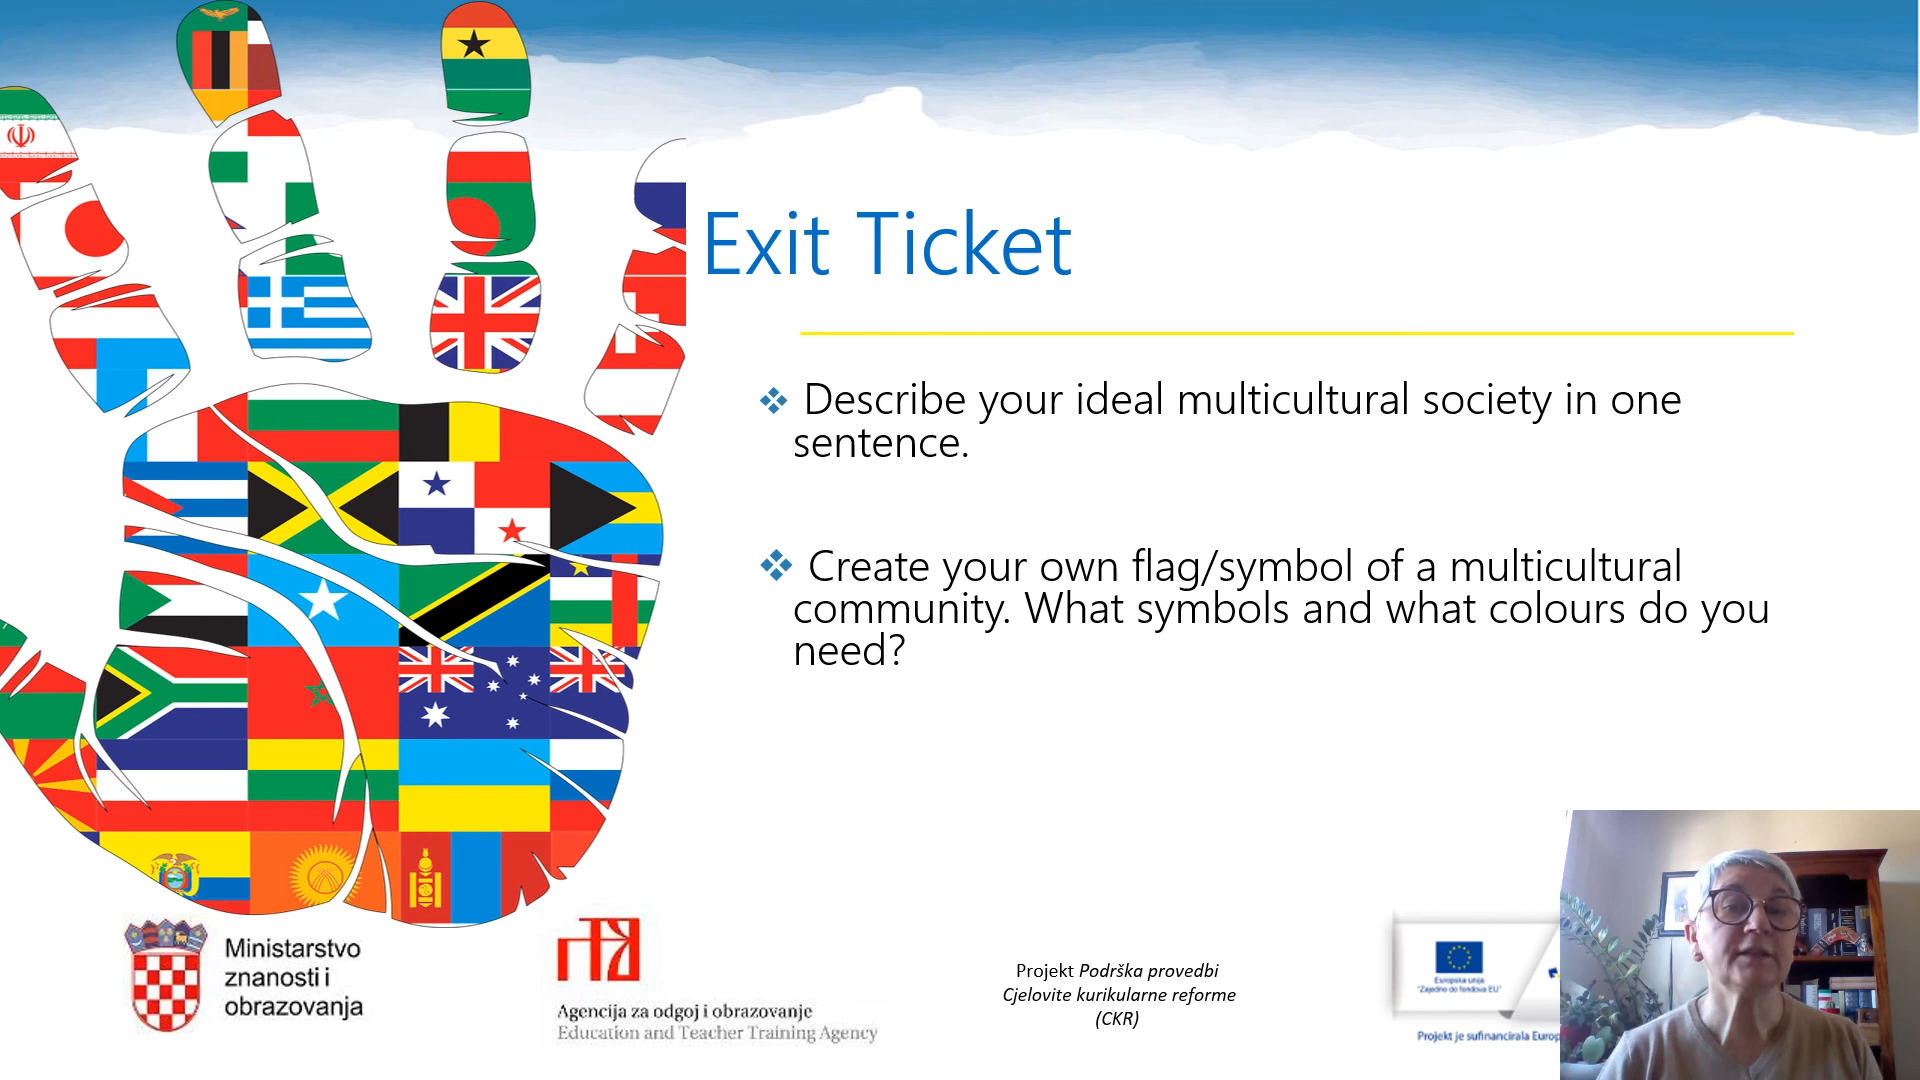 Exit Ticket
Describe your ideal multicultural society in one
sentence.
Create your own flag/symbol of a multicultural
community. What symbols and what colours do you
need?
Ministarstvo
znanosti i
obrazovanja
Agencija za odgoj i obrazovanje
Education and Teacher Training Agency
Projekt Podrška provedbi
Cjelovite kurikularne reforme
(CKR)
Europska unija
"Zajedno do fondova EU"
Projekt je sufinancirala Europ